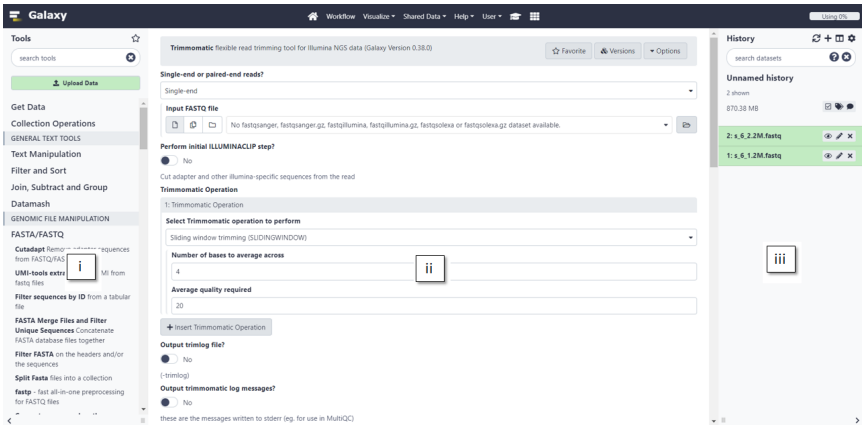 Galaxy
Workflow Visualize Shared Data Help User
Using 0%
Tools
search tools
Upload Data
Get Data
Collection Operations
GENERAL TEXT TOOLS
Text Manipulation
Filter and Sort
Join, Subtract and Group
Datamash
GENOMIC FILE MANIPULATION
FASTA/FASTQ
Cutadapt Remove adapter sequences
from FASTQ/FAS
UMI-tools extra MI from
fastq files
Filter sequences by ID from a tabular
file
FASTA Merge Files and Filter
Unique Sequences Concatenate
FASTA database files together
Filter FASTA on the headers and/or
the sequences
Split Fasta files into a collection
fastp - fast all-in-one preprocessing
for FASTQ files
i
Trimmomatic flexible read trimming tool for Illumina NGS data (Galaxy Version 0.38.0)
Favorite Versions Options
Single-end or paired-end reads?
Single-end
Input FASTQ file
No fastqsanger, fastqsanger.gz, fastqillumina, fastqillumina.gz, fastqsolexa or fastqsolexa.gz dataset available.
Perform initial ILLUMINACLIP step?
No
Cut adapter and other illumina-specific sequences from the read
Trimmomatic Operation
1: Trimmomatic Operation
Select Trimmomatic operation to perform
Sliding window trimming (SLIDINGWINDOW)
Number of bases to average across
4
Average quality required
20
Insert Trimmomatic Operation
Output trimlog file?
No
(-trimlog)
Output trimmomatic log messages?
No
these are the messages written to stderr (eg. for use in MultiQC)
ii
History
search datasets
Unnamed history
2 shown
870.38 MB
2: s_6_2.2M.fastq
1: s_6_1.2M.fastq
iii